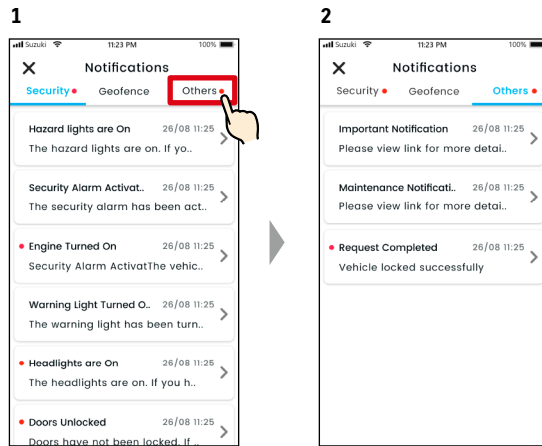 1
Suzuki 11:23 PM 100%
Notifications
Security Geofence Others
Hazard lights are On 26/08 11:25
The hazard lights are on. If yo..
Security Alarm Activat.. 26/08 11:25
The security alarm has been act..
Engine Turned On 26/08 11:25
Security Alarm ActivatThe vehic..
Warning Light Turned O.. 26/08 11:25
The warning light has been turn..
Headlights are On 26/08 11:25
The headlights are on. If you h..
Doors Unlocked 26/08 11:25
Doors have not been locked. If ..
2
Suzuki 11:23 PM 100%
Notifications
Security Geofence Others
Important Notification 26/08 11:25
Please view link for more detai..
Maintenance Notificati.. 26/08 11:25
Please view link for more detai..
Request Completed 26/08 11:25
Vehicle locked successfully